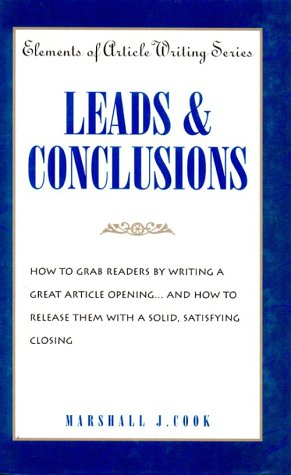 Elements of Article Writing Series
LEADS &
CONCLUSIONS
HOW TO GRAB READERS BY WRITING A
GREAT ARTICLE OPENING... AND HOW TO
RELEASE THEM WITH A SOLID, SATISFYING
CLOSING
MARSHALL J. COOK